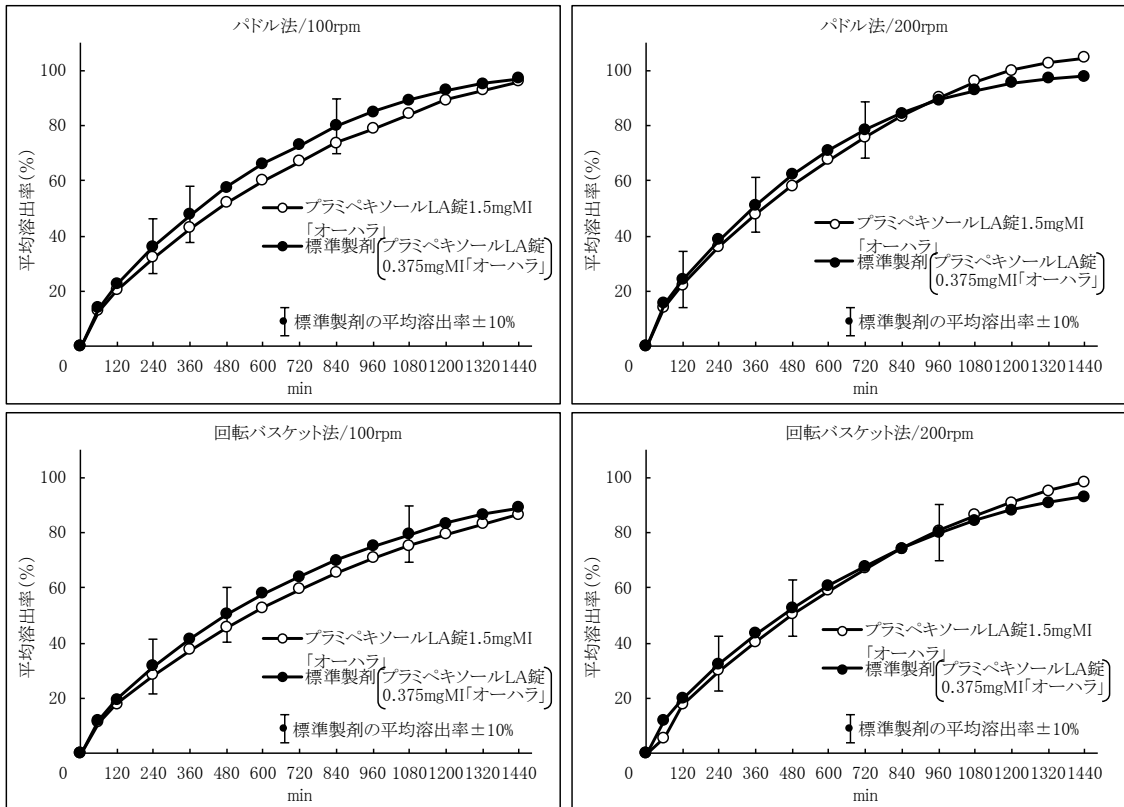 パドル法/100rpm
平均溶出率(%)
100
80
60
40
20
0
120 240 360 480 600 720 840 960 1080 1200 1320 1440
min
プラミペキソールLA錠1.5mgMI
「オーハラ」
標準製剤(プラミペキソールLA錠
0.375mgMI「オーハラ」)
標準製剤の平均溶出率±10%
パドル法/200rpm
平均溶出率(%)
100
80
60
40
20
0
120 240 360 480 600 720 840 960 1080 1200 1320 1440
min
プラミペキソールLA錠1.5mgMI
「オーハラ」
標準製剤(プラミペキソールLA錠
0.375mgMI「オーハラ」)
標準製剤の平均溶出率±10%
回転バスケット法/100rpm
平均溶出率(%)
100
80
60
40
20
0
120 240 360 480 600 720 840 960 1080 1200 1320 1440
min
プラミペキソールLA錠1.5mgMI
「オーハラ」
標準製剤(プラミペキソールLA錠
0.375mgMI「オーハラ」)
標準製剤の平均溶出率±10%
回転バスケット法/200rpm
平均溶出率(%)
100
80
60
40
20
0
120 240 360 480 600 720 840 960 1080 1200 1320 1440
min
プラミペキソールLA錠1.5mgMI
「オーハラ」
標準製剤(プラミペキソールLA錠
0.375mgMI「オーハラ」)
標準製剤の平均溶出率±10%